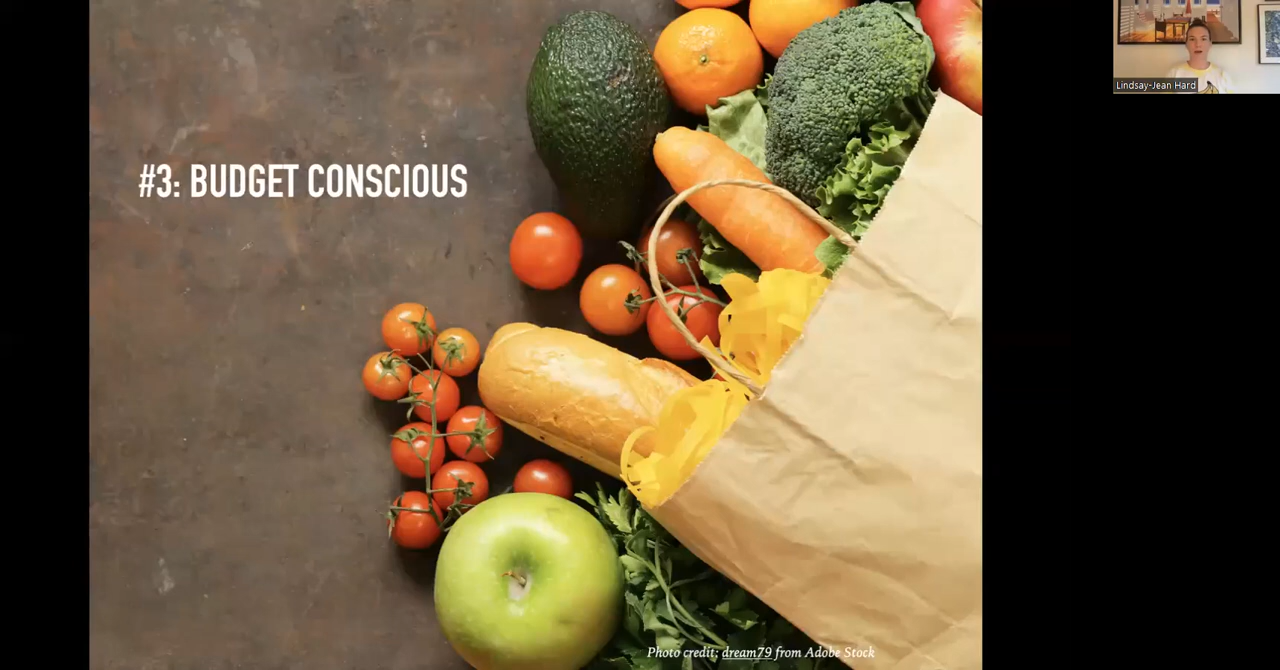 #3: BUDGET CONSCIOUS
Lindsay-Jean Hard
Photo credit: dream79 from Adobe Stock